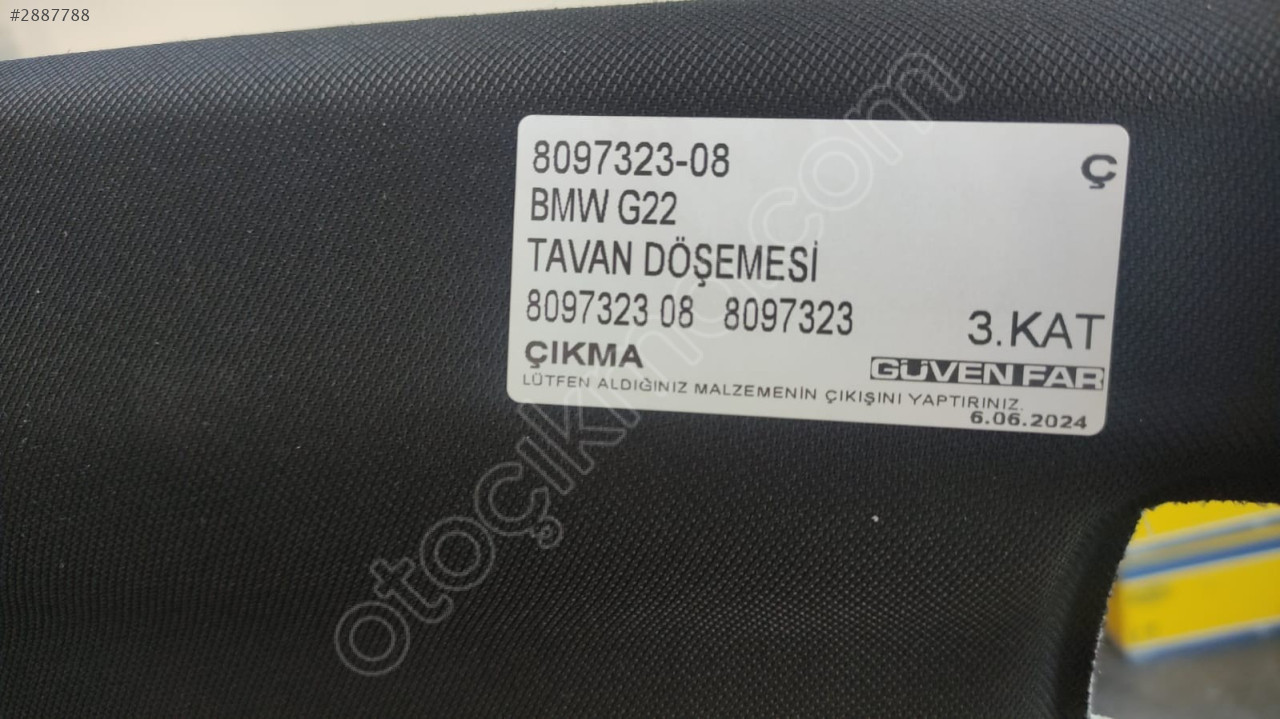 #2887788
8097323-08
Ç
BMW G22
TAVAN DÖŞEMESİ
8097323 08 8097323
3.KAT
ÇIKMA
GÜVEN FAR
LÜTFEN ALDIĞINIZ MALZEMENİN ÇIKIŞINI YAPTIRINIZ.
6.06.2024
otoçıkmacı.com